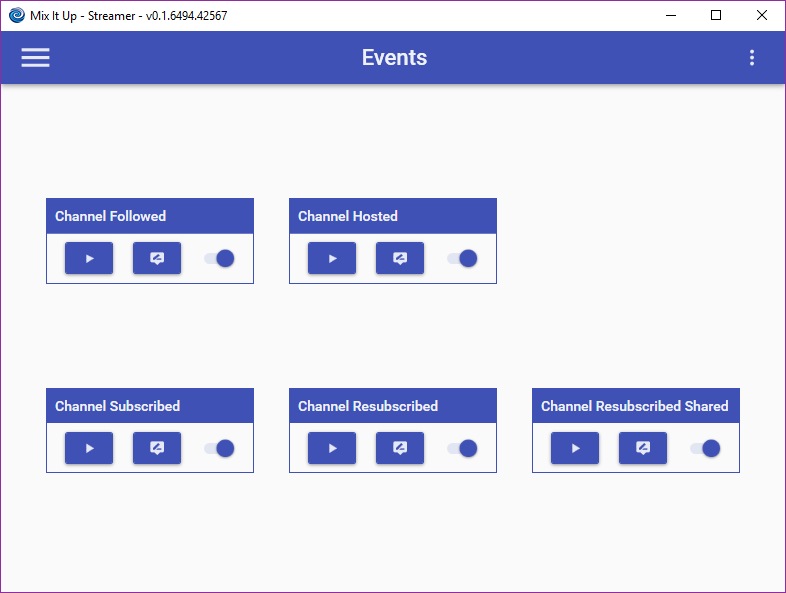 Mix It Up - Streamer - v0.1.6494.42567
Events
Channel Followed
Channel Hosted
Channel Subscribed
Channel Resubscribed
Channel Resubscribed Shared